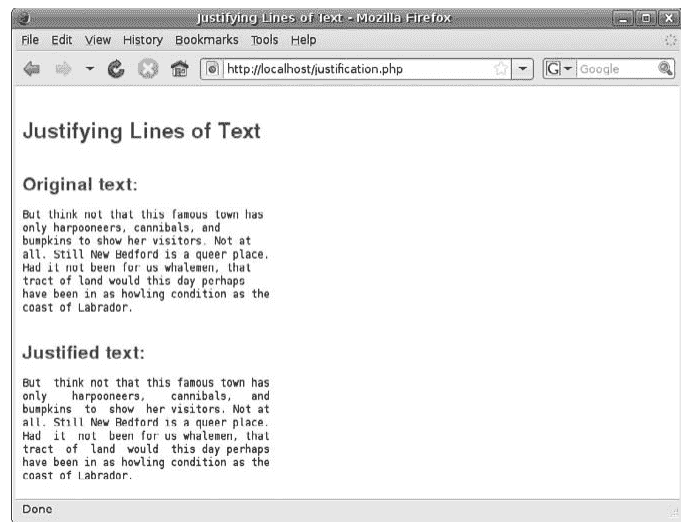 Justifying Lines of Text - Mozilla Firefox
File Edit View History Bookmarks Tools Help
http://localhost/justification.php
G Google
Justifying Lines of Text
Original text:
But think not that this famous town has
only harpooneers, cannibals, and
bumpkins to show her visitors. Not at
all. Still New Bedford is a queer place.
Had it not been for us whalemen, that
tract of land would this day perhaps
have been in as howling condition as the
coast of Labrador.
Justified text:
But  think not that this famous town has
only    harpooneers,    cannibals,   and
bumpkins  to  show  her visitors. Not at
all. Still New Bedford is a queer place.
Had  it  not  been for us whalemen, that
tract  of  land  would  this day perhaps
have been in as howling condition as the
coast of Labrador.
Done